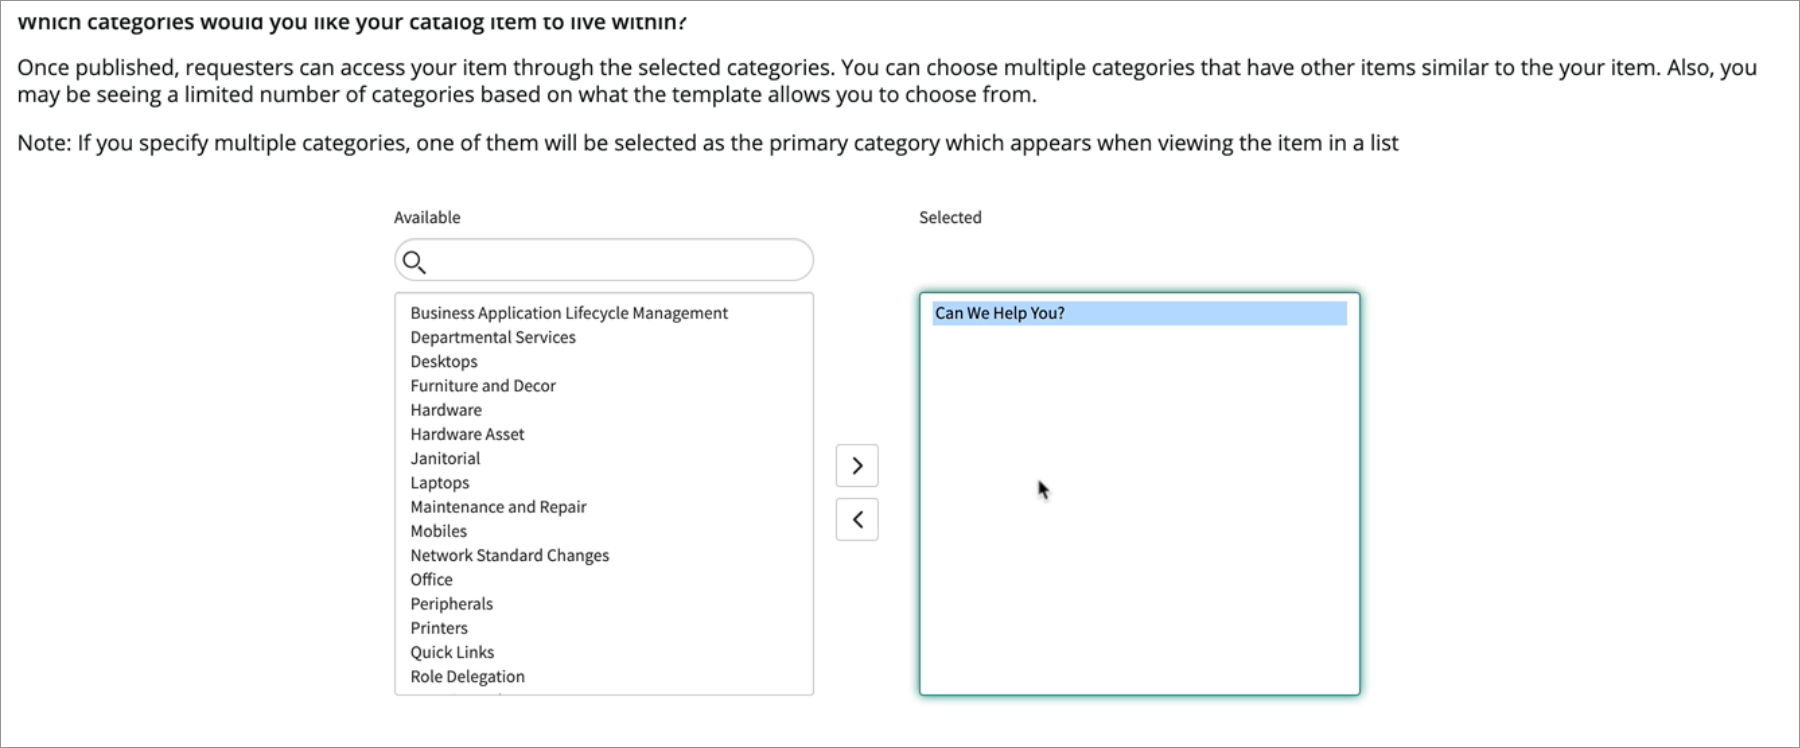 Which categories would you like your catalog item to live within?
Once published, requesters can access your item through the selected categories. You can choose multiple categories that have other items similar to the your item. Also, you
may be seeing a limited number of categories based on what the template allows you to choose from.
Note: If you specify multiple categories, one of them will be selected as the primary category which appears when viewing the item in a list
Available
Selected
Business Application Lifecycle Management
Departmental Services
Desktops
Furniture and Decor
Hardware
Hardware Asset
Janitorial
Laptops
Maintenance and Repair
Mobiles
Network Standard Changes
Office
Peripherals
Printers
Quick Links
Role Delegation
Can We Help You?